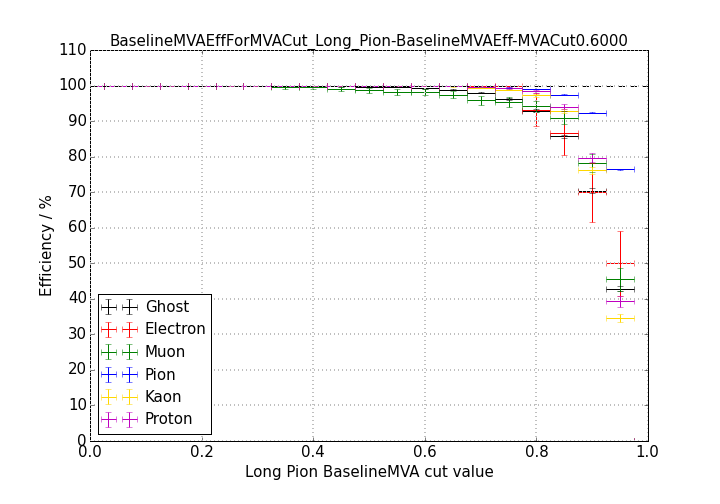 BaselineMVAEffForMVACut_Long_Pion-BaselineMVAEff-MVACut0.6000
110
100
90
80
70
60
50
40
30
20
10
0
Efficiency / %
Ghost
Electron
Muon
Pion
Kaon
Proton
0.0 0.2 0.4 0.6 0.8 1.0
Long Pion BaselineMVA cut value